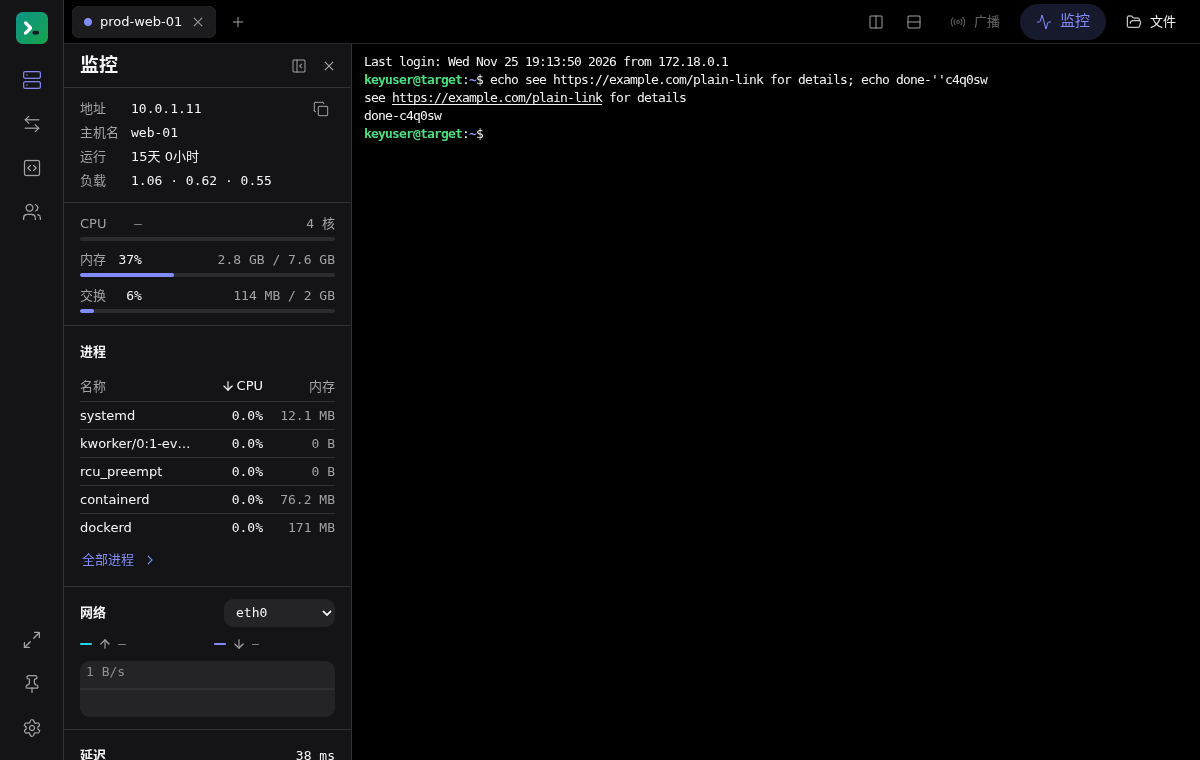 prod-web-01
广播
监控
文件
监控
地址 10.0.1.11
主机名 web-01
运行 15天 0小时
负载 1.06 · 0.62 · 0.55
CPU — 4 核
内存 37% 2.8 GB / 7.6 GB
交换 6% 114 MB / 2 GB
进程
名称 CPU 内存
systemd 0.0% 12.1 MB
kworker/0:1-ev… 0.0% 0 B
rcu_preempt 0.0% 0 B
containerd 0.0% 76.2 MB
dockerd 0.0% 171 MB
全部进程
网络 eth0
↑ — ↓ —
1 B/s
延迟 38 ms
Last login: Wed Nov 25 19:13:50 2026 from 172.18.0.1
keyuser@target:~$ echo see https://example.com/plain-link for details; echo done-''c4q0sw
see https://example.com/plain-link for details
done-c4q0sw
keyuser@target:~$